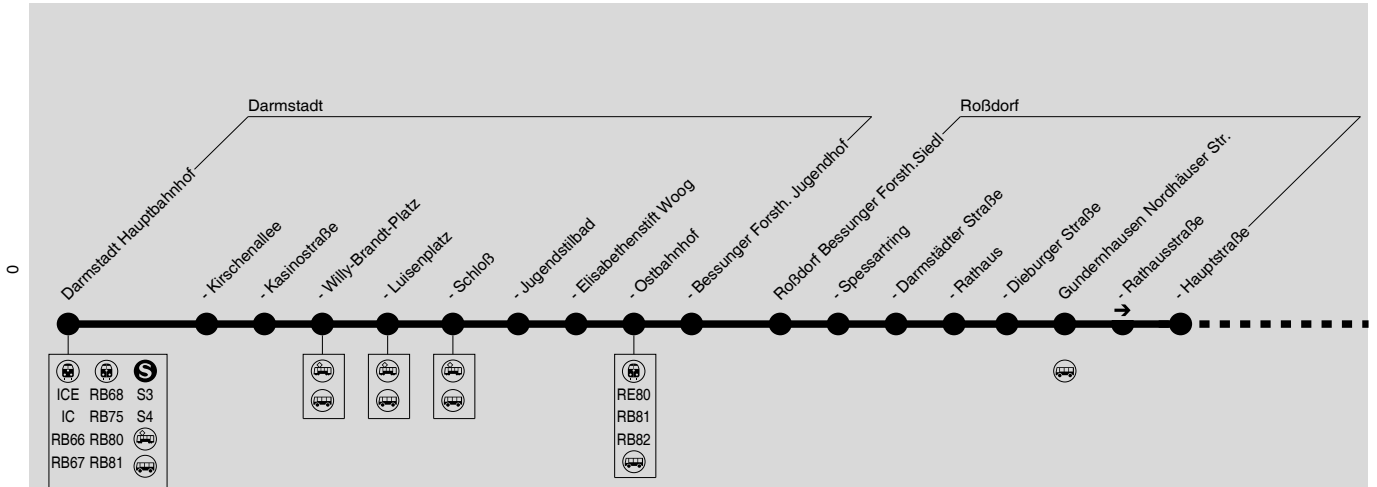 Darmstadt
Roßdorf
Darmstadt Hauptbahnhof
- Kirschenallee
- Kasinostraße
- Willy-Brandt-Platz
- Luisenplatz
- Schloß
- Jugendstilbad
- Elisabethenstift Woog
- Ostbahnhof
- Bessunger Forsth. Jugendhof
Roßdorf Bessunger Forsth.Siedl
- Spessartring
- Darmstädter Straße
- Rathaus
- Dieburger Straße
Gundernhausen Nordhäuser Str.
- Rathausstraße
- Hauptstraße
0
➔
S
ICE RB68 S3
IC RB75 S4
RB66 RB80
RB67 RB81
RE80
RB81
RB82